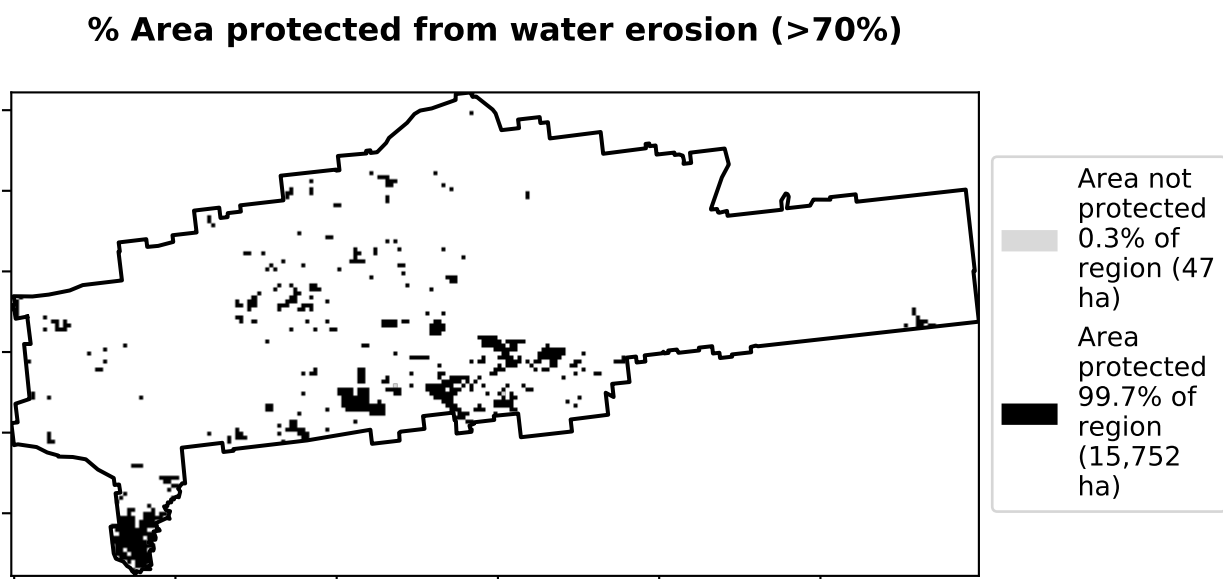 % Area protected from water erosion (>70%)
Area not
protected
0.3% of
region (47
ha)
Area
protected
99.7% of
region
(15,752
ha)